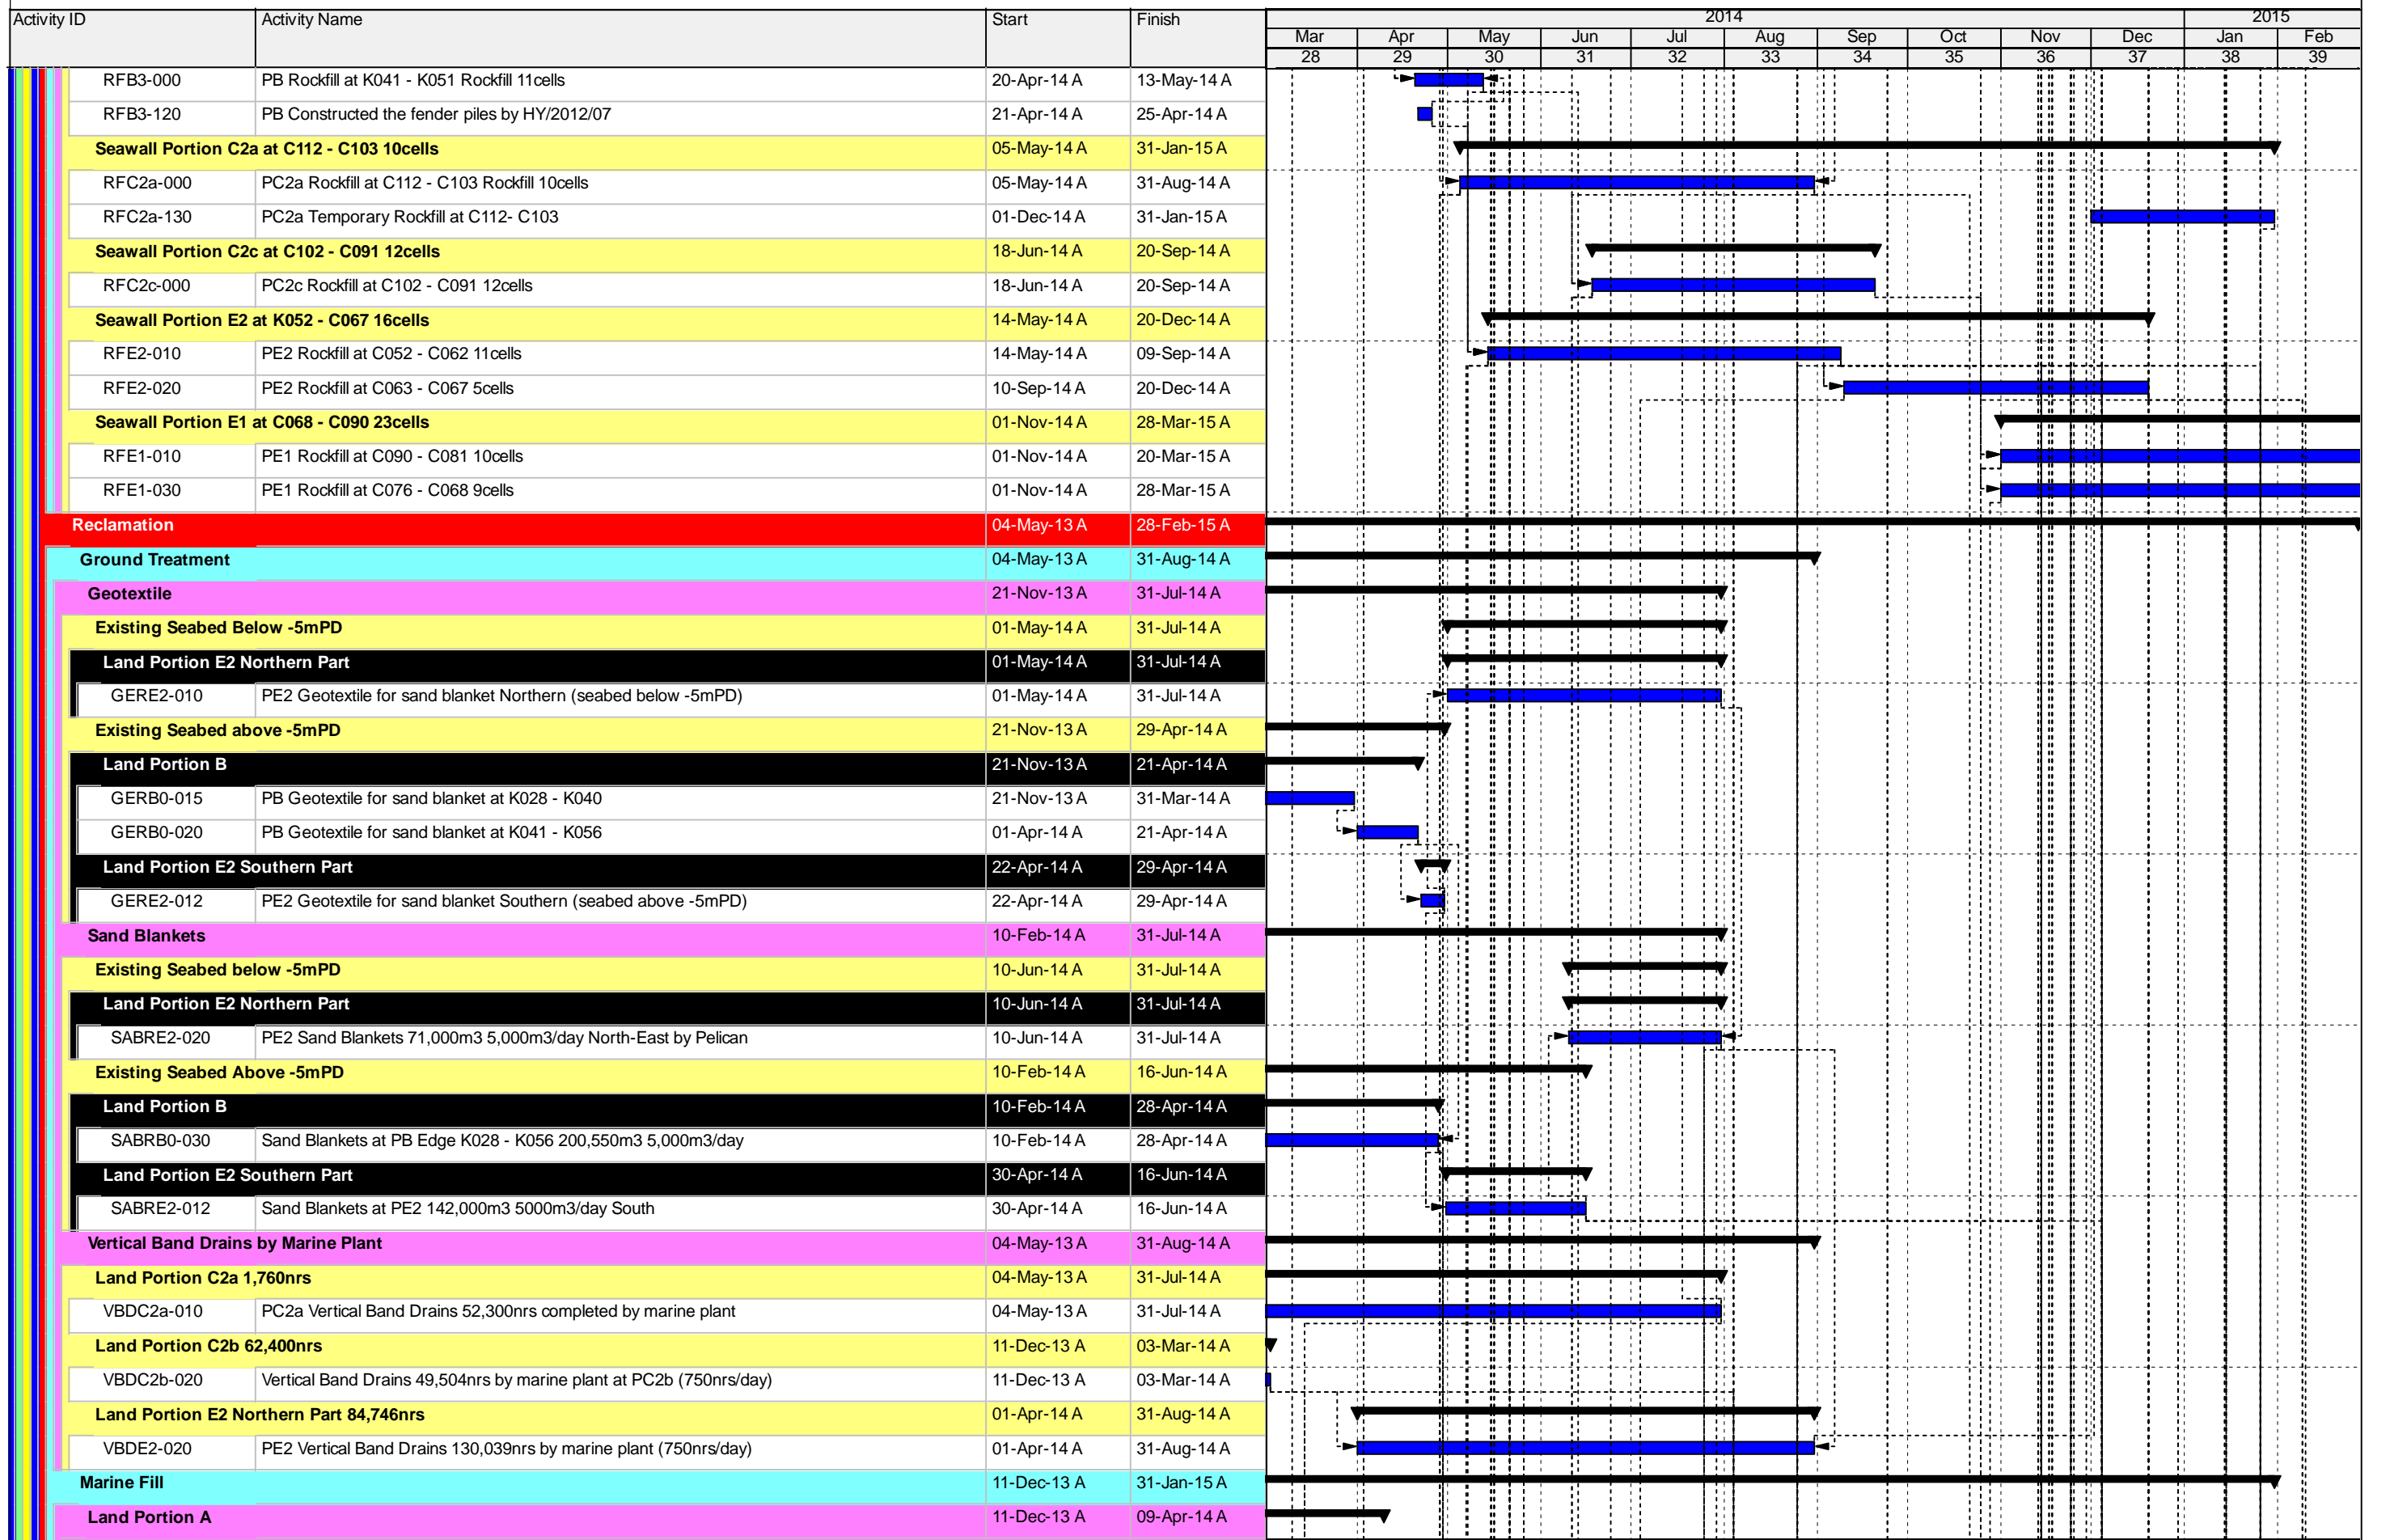 Activity ID Activity Name Start Finish 2014 2015
Mar Apr May Jun Jul Aug Sep Oct Nov Dec Jan Feb
28 29 30 31 32 33 34 35 36 37 38 39
RFB3-000 PB Rockfill at K041 - K051 Rockfill 11cells 20-Apr-14 A 13-May-14 A
RFB3-120 PB Constructed the fender piles by HY/2012/07 21-Apr-14 A 25-Apr-14 A
Seawall Portion C2a at C112 - C103 10cells 05-May-14 A 31-Jan-15 A
RFC2a-000 PC2a Rockfill at C112 - C103 Rockfill 10cells 05-May-14 A 31-Aug-14 A
RFC2a-130 PC2a Temporary Rockfill at C112- C103 01-Dec-14 A 31-Jan-15 A
Seawall Portion C2c at C102 - C091 12cells 18-Jun-14 A 20-Sep-14 A
RFC2c-000 PC2c Rockfill at C102 - C091 12cells 18-Jun-14 A 20-Sep-14 A
Seawall Portion E2 at K052 - C067 16cells 14-May-14 A 20-Dec-14 A
RFE2-010 PE2 Rockfill at C052 - C062 11cells 14-May-14 A 09-Sep-14 A
RFE2-020 PE2 Rockfill at C063 - C067 5cells 10-Sep-14 A 20-Dec-14 A
Seawall Portion E1 at C068 - C090 23cells 01-Nov-14 A 28-Mar-15 A
RFE1-010 PE1 Rockfill at C090 - C081 10cells 01-Nov-14 A 20-Mar-15 A
RFE1-030 PE1 Rockfill at C076 - C068 9cells 01-Nov-14 A 28-Mar-15 A
Reclamation 04-May-13 A 28-Feb-15 A
Ground Treatment 04-May-13 A 31-Aug-14 A
Geotextile 21-Nov-13 A 31-Jul-14 A
Existing Seabed Below -5mPD 01-May-14 A 31-Jul-14 A
Land Portion E2 Northern Part 01-May-14 A 31-Jul-14 A
GERE2-010 PE2 Geotextile for sand blanket Northern (seabed below -5mPD) 01-May-14 A 31-Jul-14 A
Existing Seabed above -5mPD 21-Nov-13 A 29-Apr-14 A
Land Portion B 21-Nov-13 A 21-Apr-14 A
GERB0-015 PB Geotextile for sand blanket at K028 - K040 21-Nov-13 A 31-Mar-14 A
GERB0-020 PB Geotextile for sand blanket at K041 - K056 01-Apr-14 A 21-Apr-14 A
Land Portion E2 Southern Part 22-Apr-14 A 29-Apr-14 A
GERE2-012 PE2 Geotextile for sand blanket Southern (seabed above -5mPD) 22-Apr-14 A 29-Apr-14 A
Sand Blankets 10-Feb-14 A 31-Jul-14 A
Existing Seabed below -5mPD 10-Jun-14 A 31-Jul-14 A
Land Portion E2 Northern Part 10-Jun-14 A 31-Jul-14 A
SABRE2-020 PE2 Sand Blankets 71,000m3 5,000m3/day North-East by Pelican 10-Jun-14 A 31-Jul-14 A
Existing Seabed Above -5mPD 10-Feb-14 A 16-Jun-14 A
Land Portion B 10-Feb-14 A 28-Apr-14 A
SABRB0-030 Sand Blankets at PB Edge K028 - K056 200,550m3 5,000m3/day 10-Feb-14 A 28-Apr-14 A
Land Portion E2 Southern Part 30-Apr-14 A 16-Jun-14 A
SABRE2-012 Sand Blankets at PE2 142,000m3 5000m3/day South 30-Apr-14 A 16-Jun-14 A
Vertical Band Drains by Marine Plant 04-May-13 A 31-Aug-14 A
Land Portion C2a 1,760nrs 04-May-13 A 31-Jul-14 A
VBDC2a-010 PC2a Vertical Band Drains 52,300nrs completed by marine plant 04-May-13 A 31-Jul-14 A
Land Portion C2b 62,400nrs 11-Dec-13 A 03-Mar-14 A
VBDC2b-020 Vertical Band Drains 49,504nrs by marine plant at PC2b (750nrs/day) 11-Dec-13 A 03-Mar-14 A
Land Portion E2 Northern Part 84,746nrs 01-Apr-14 A 31-Aug-14 A
VBDE2-020 PE2 Vertical Band Drains 130,039nrs by marine plant (750nrs/day) 01-Apr-14 A 31-Aug-14 A
Marine Fill 11-Dec-13 A 31-Jan-15 A
Land Portion A 11-Dec-13 A 09-Apr-14 A